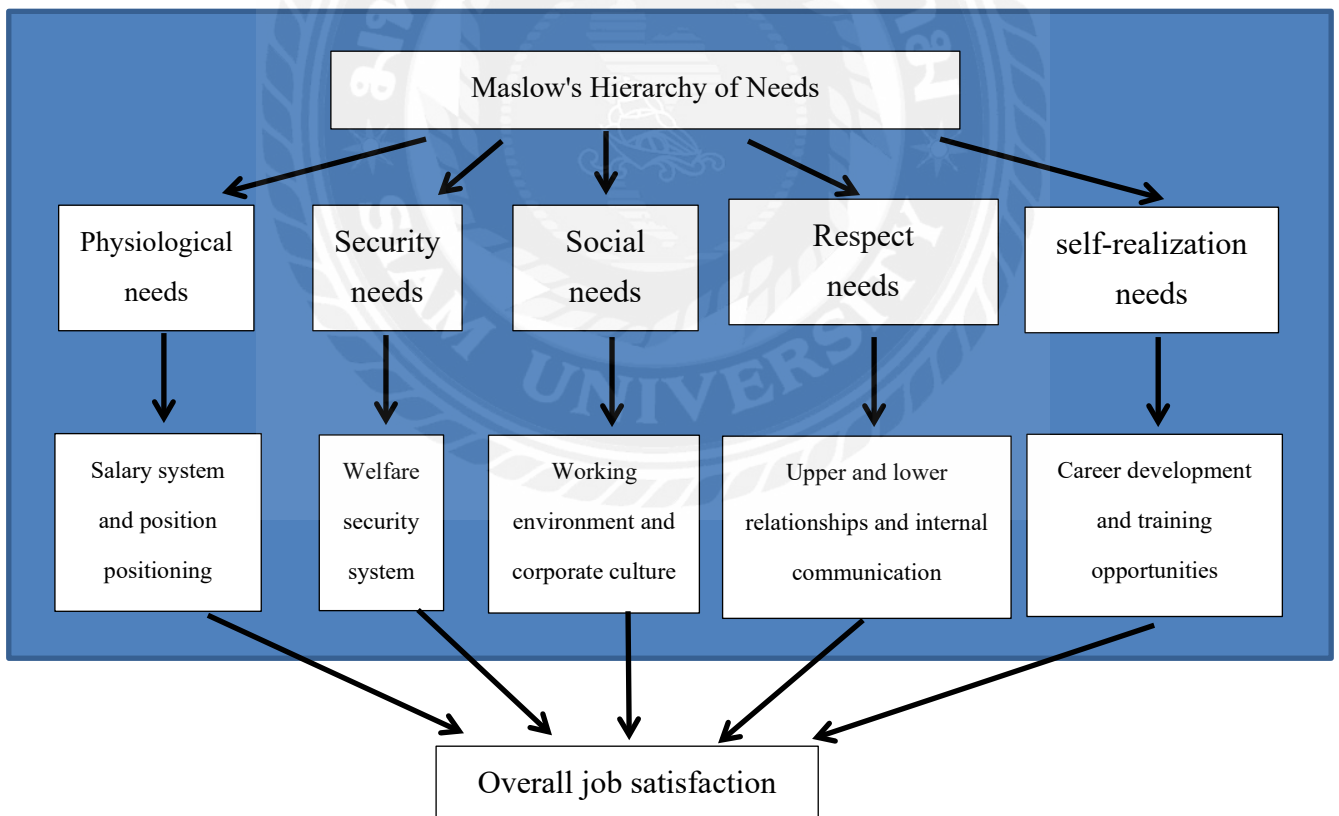 Maslow's Hierarchy of Needs
Physiological
needs
Security
needs
Social
needs
Respect
needs
self-realization
needs
Salary system
and position
positioning
Welfare
security
system
Working
environment and
corporate culture
Upper and lower
relationships and internal
communication
Career development
and training
opportunities
Overall job satisfaction
UNIVERSITY